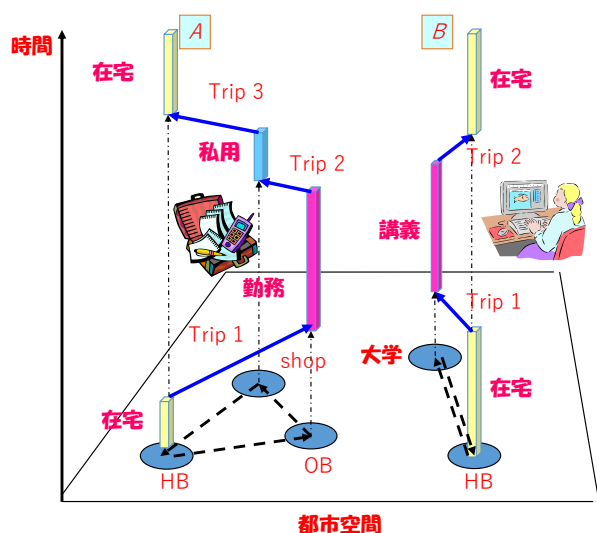 時間
A
B
在宅
Trip 3
在宅
私用
Trip 2
Trip 2
講義
勤務
Trip 1
Trip 1
shop
大学
在宅
在宅
OB
HB
HB
都市空間